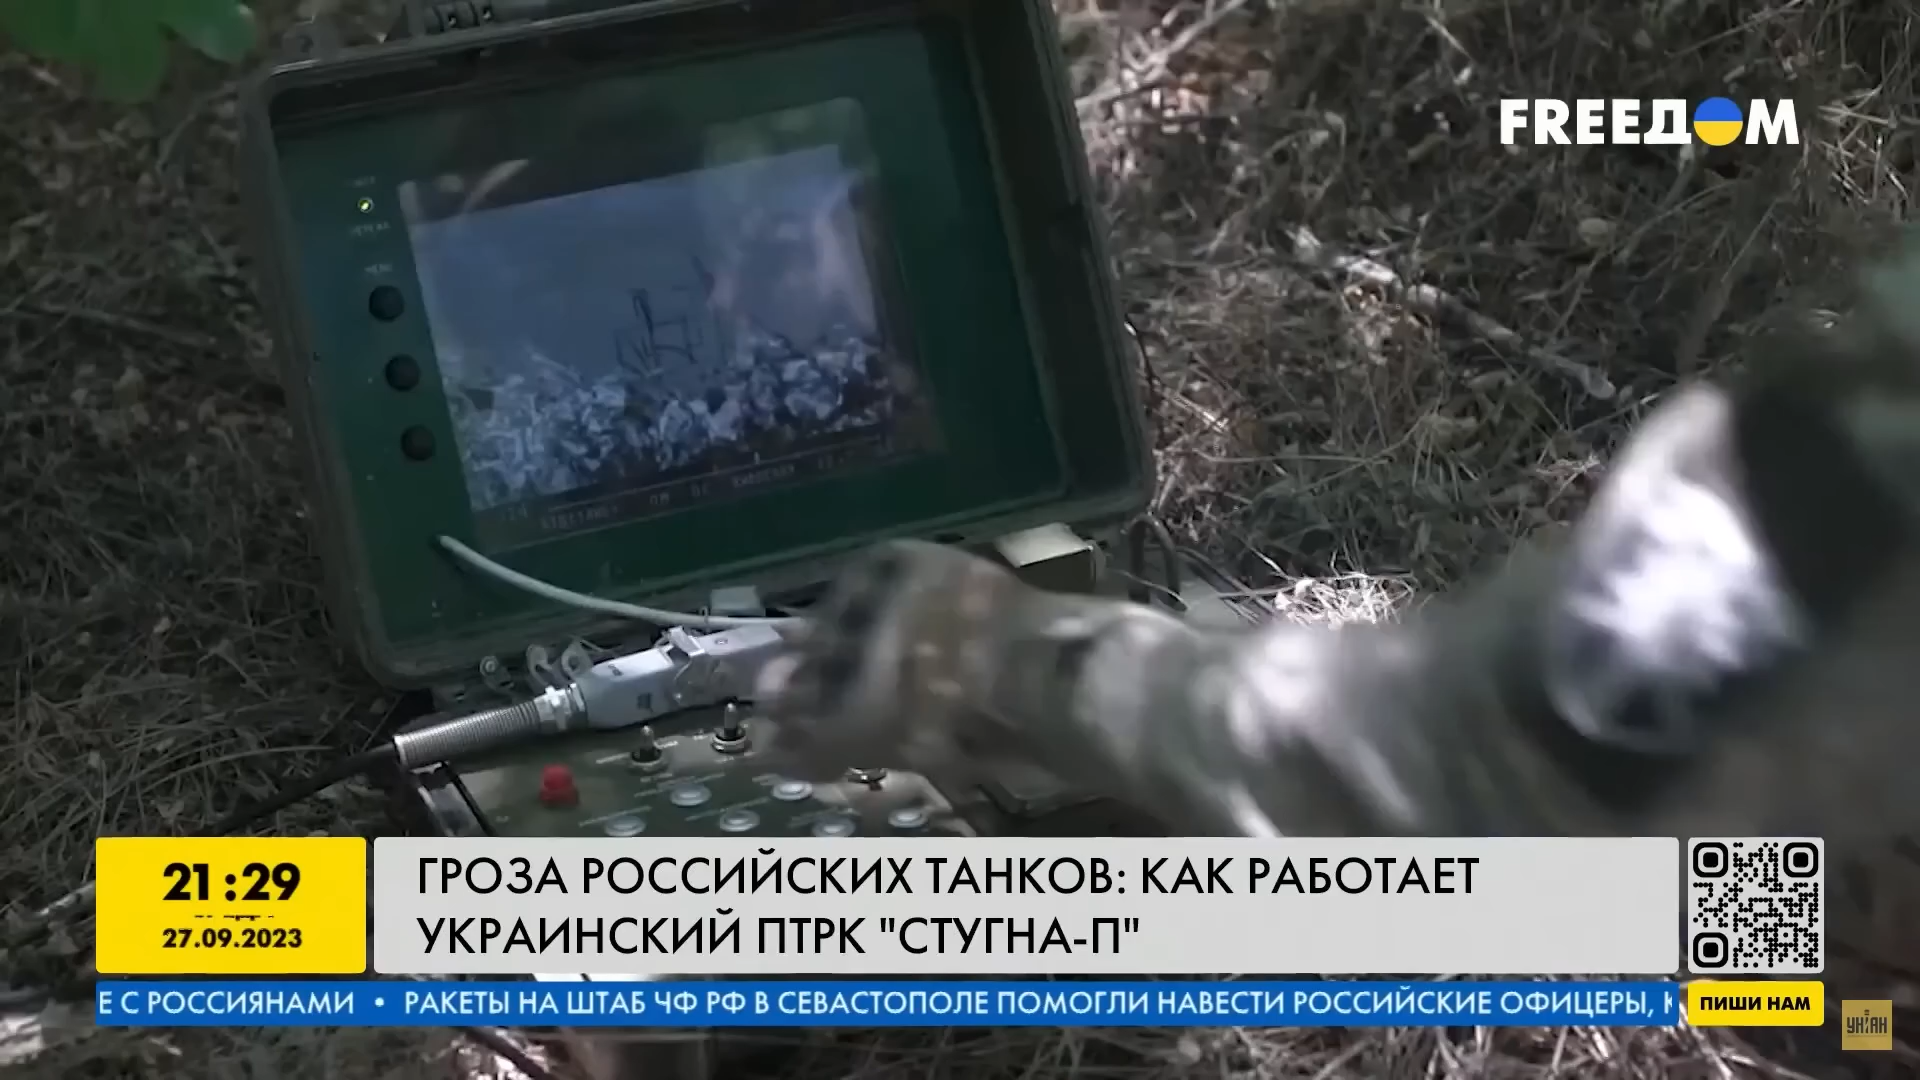 FREEДОМ
21:29
27.09.2023
ГРОЗА РОССИЙСКИХ ТАНКОВ: КАК РАБОТАЕТ
УКРАИНСКИЙ ПТРК "СТУГНА-П"
Е С РОССИЯНАМИ • РАКЕТЫ НА ШТАБ ЧФ РФ В СЕВАСТОПОЛЕ ПОМОГЛИ НАВЕСТИ РОССИЙСКИЕ ОФИЦЕРЫ, К
ПИШИ НАМ
УНІАН